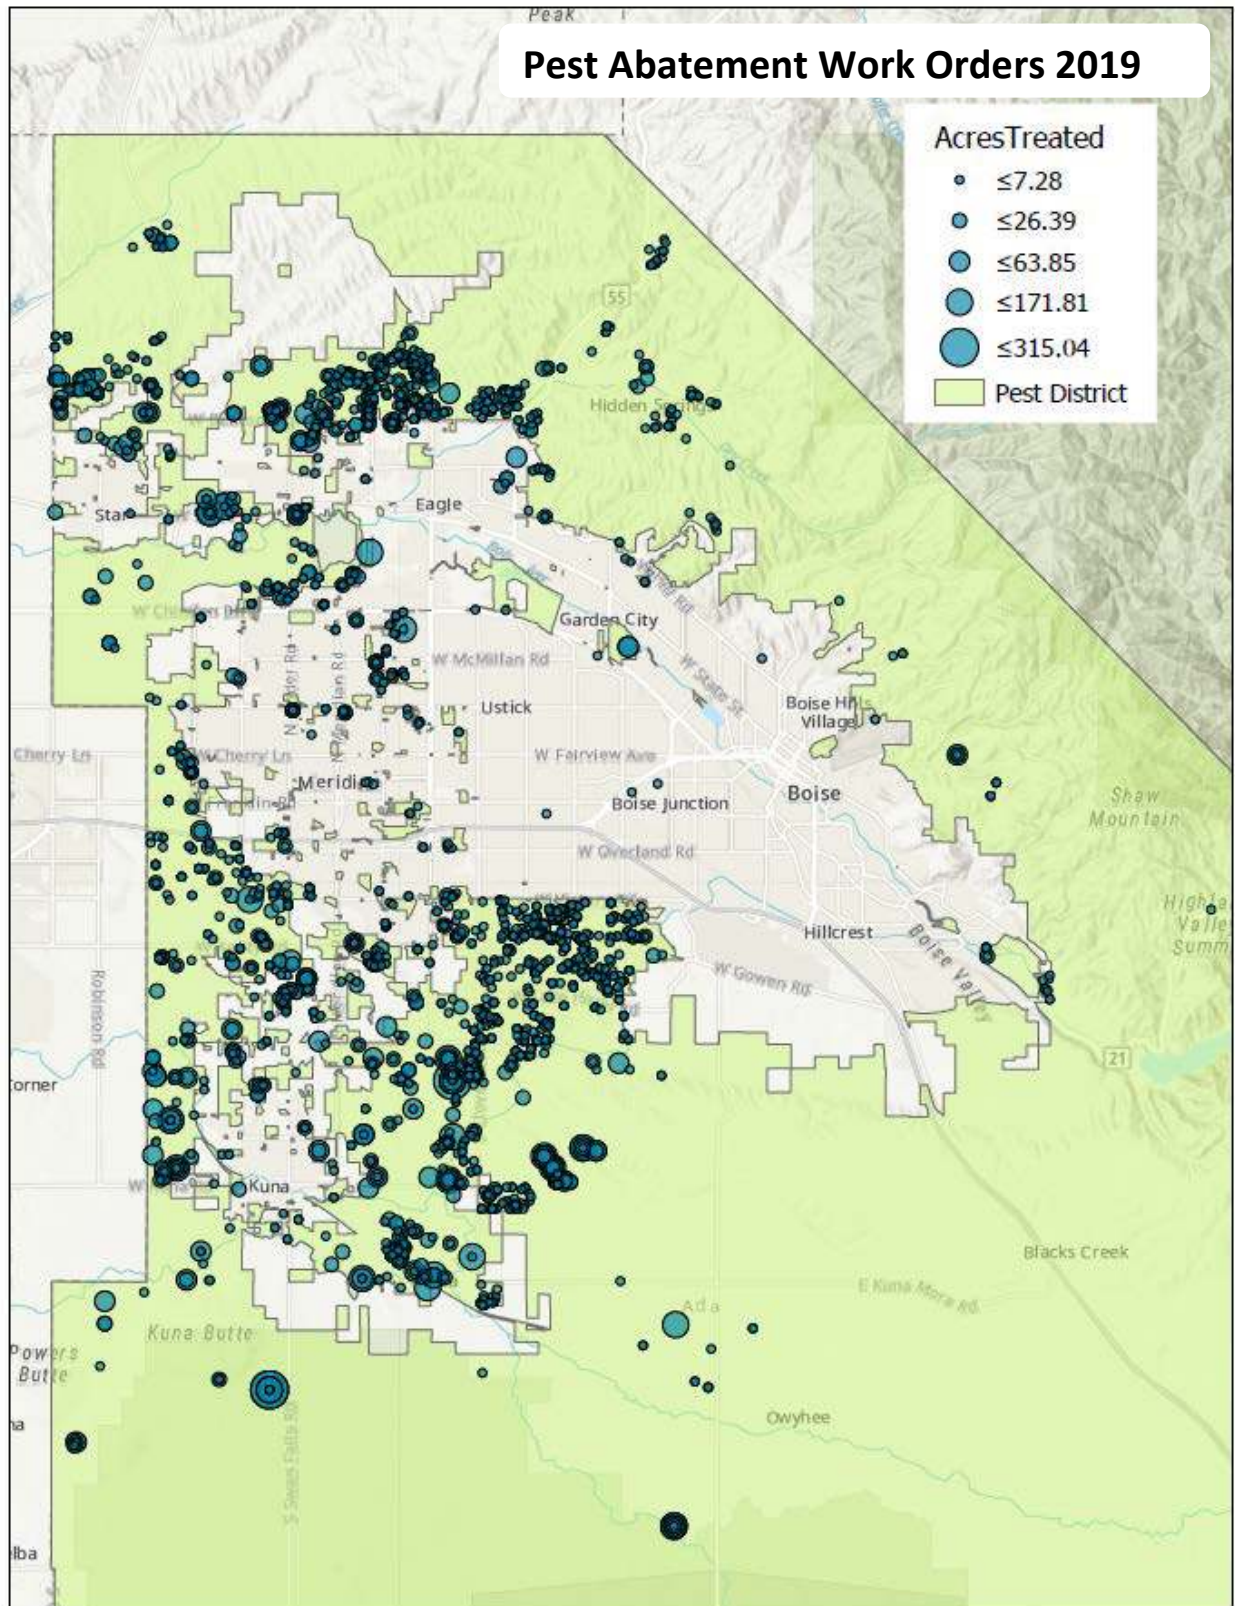 Peak
Pest Abatement Work Orders 2019
AcresTreated
≤7.28
≤26.39
≤63.85
≤171.81
≤315.04
Pest District
55
Hidden Springs
Star
Eagle
Garden City
W McMillan Rd
W State St
Ustick
Boise Hills
Village
Cherry Ln
W Cherry Ln
W Fairview Ave
Meridian
Boise Junction
Boise
Shaw
Mountain
W Overland Rd
Hillcrest
Boise Valley
W Gowen Rd
Robinson Rd
21
Kuna
Blacks Creek
E Kuna Mora Rd
Ada
Kuna Butte
Powers
Butte
Owyhee
S Swan Falls Rd